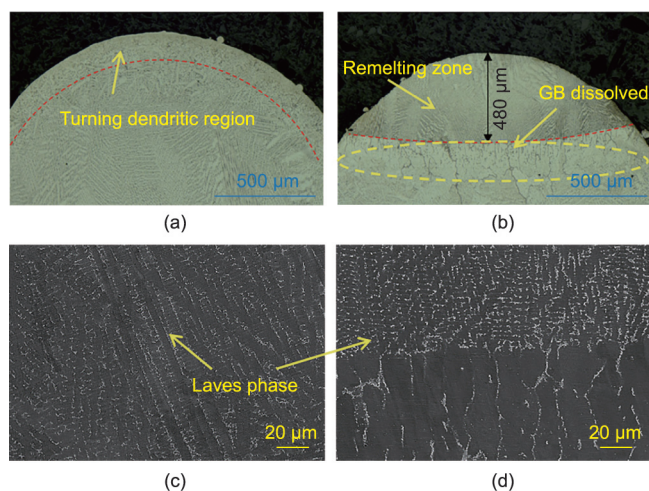 Turning dendritic region
500 µm
(a)
Remelting zone
480 µm
GB dissolved
500 µm
(b)
Laves phase
20 µm
(c)
20 µm
(d)